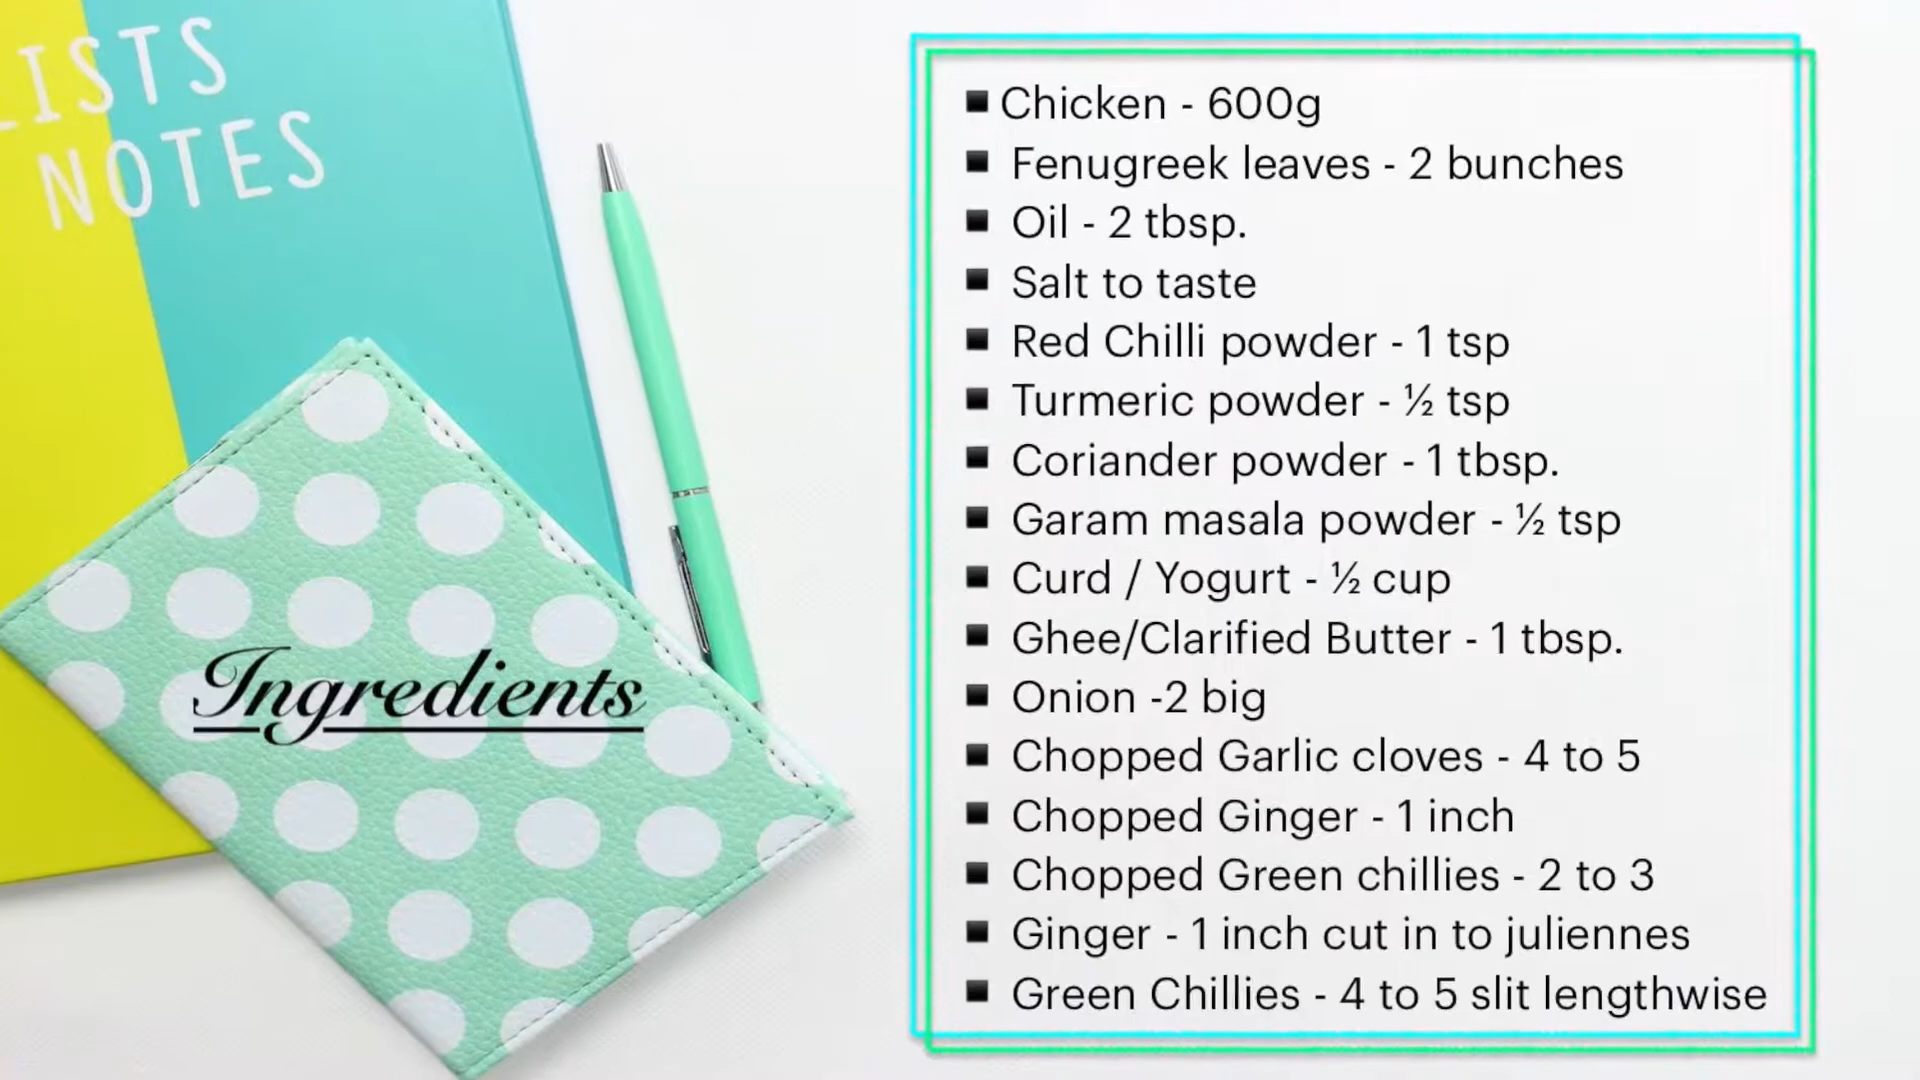 LISTS
NOTES
Ingredients
Chicken - 600g
Fenugreek leaves - 2 bunches
Oil - 2 tbsp.
Salt to taste
Red Chilli powder - 1 tsp
Turmeric powder - ½ tsp
Coriander powder - 1 tbsp.
Garam masala powder - ½ tsp
Curd / Yogurt - ½ cup
Ghee/Clarified Butter - 1 tbsp.
Onion -2 big
Chopped Garlic cloves - 4 to 5
Chopped Ginger - 1 inch
Chopped Green chillies - 2 to 3
Ginger - 1 inch cut in to juliennes
Green Chillies - 4 to 5 slit lengthwise